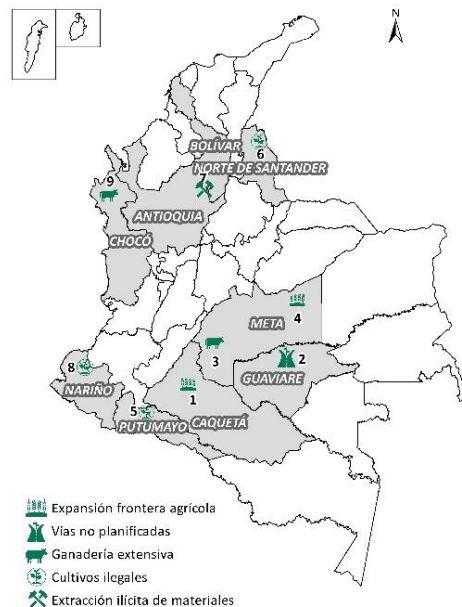 N
BOLÍVAR
6
NORTE DE SANTANDER
9
7
ANTIOQUIA
CHOCÓ
4
META
3
2
GUAVIARE
8
NARIÑO
1
5
PUTUMAYO
CAQUETÁ
Expansión frontera agrícola
Vías no planificadas
Ganadería extensiva
Cultivos ilegales
Extracción ilícita de materiales